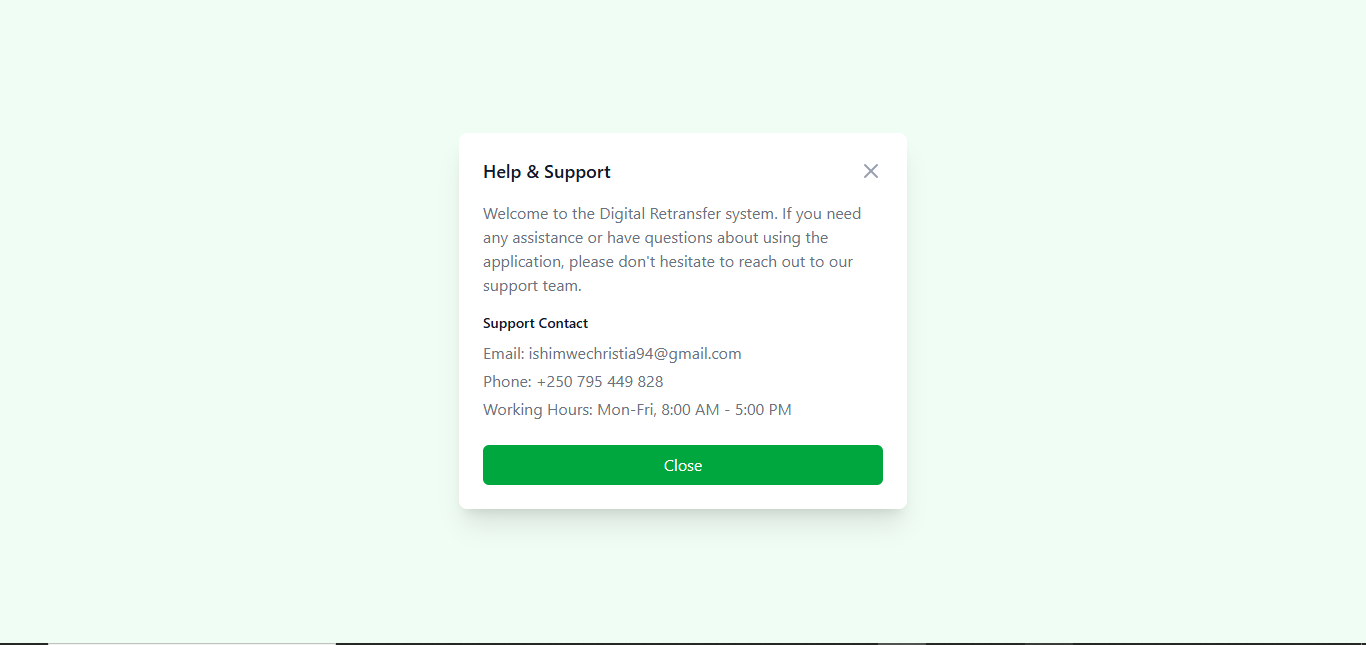 Help & Support
Welcome to the Digital Retransfer system. If you need
any assistance or have questions about using the
application, please don't hesitate to reach out to our
support team.
Support Contact
Email: ishimwechristia94@gmail.com
Phone: +250 795 449 828
Working Hours: Mon-Fri, 8:00 AM - 5:00 PM
Close